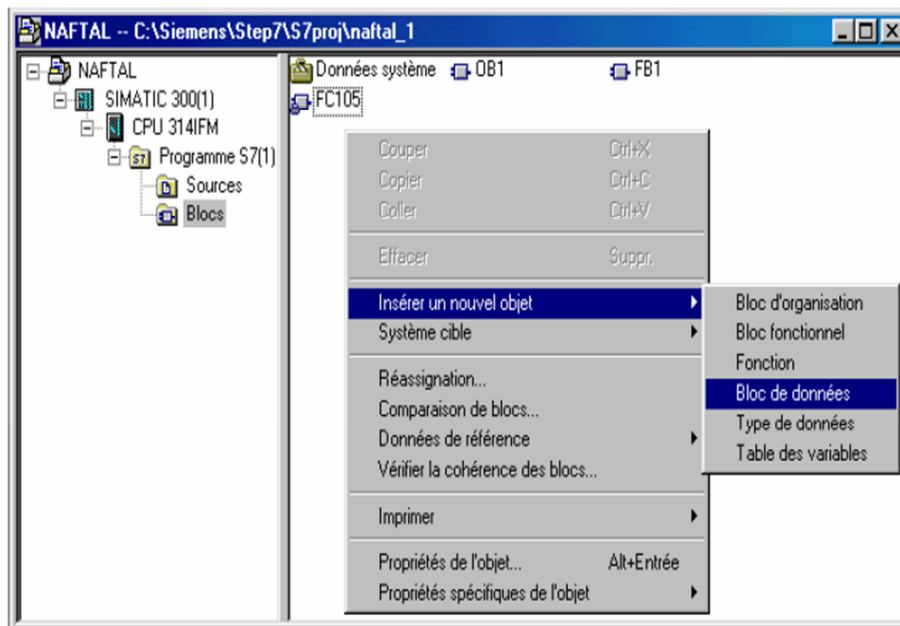 NAFTAL -- C:\Siemens\Step7\S7proj\naftal_1
NAFTAL
SIMATIC 300(1)
CPU 314IFM
Programme S7(1)
Sources
Blocs
Données système
OB1
FB1
FC105
Couper Ctrl+X
Copier Ctrl+C
Coller Ctrl+V
Effacer Suppr.
Insérer un nouvel objet
Système cible
Réassignation...
Comparaison de blocs...
Données de référence
Vérifier la cohérence des blocs...
Imprimer
Propriétés de l'objet... Alt+Entrée
Propriétés spécifiques de l'objet
Bloc d'organisation
Bloc fonctionnel
Fonction
Bloc de données
Type de données
Table des variables